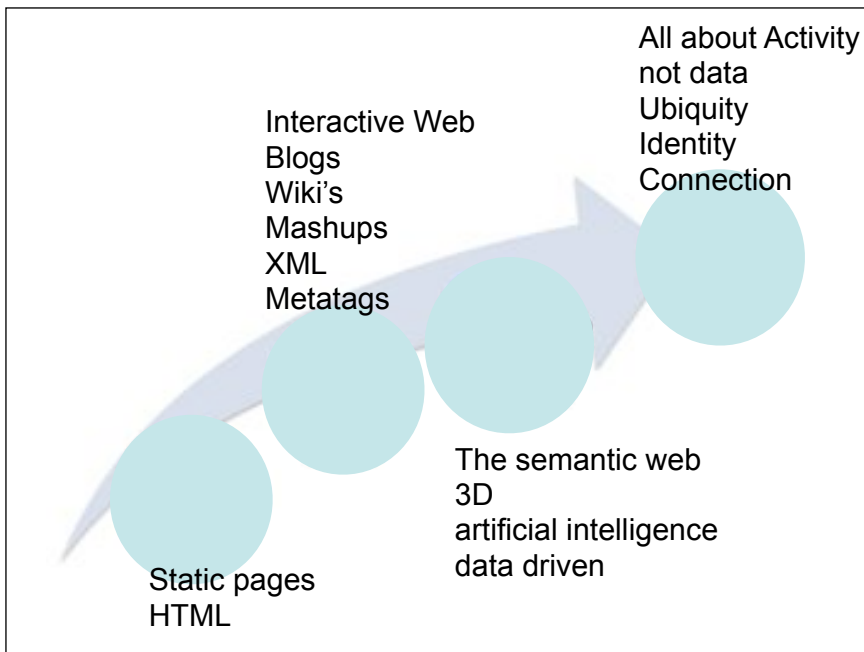 All about Activity
not data
Ubiquity
Identity
Connection
Interactive Web
Blogs
Wiki’s
Mashups
XML
Metatags
The semantic web
3D
artificial intelligence
data driven
Static pages
HTML